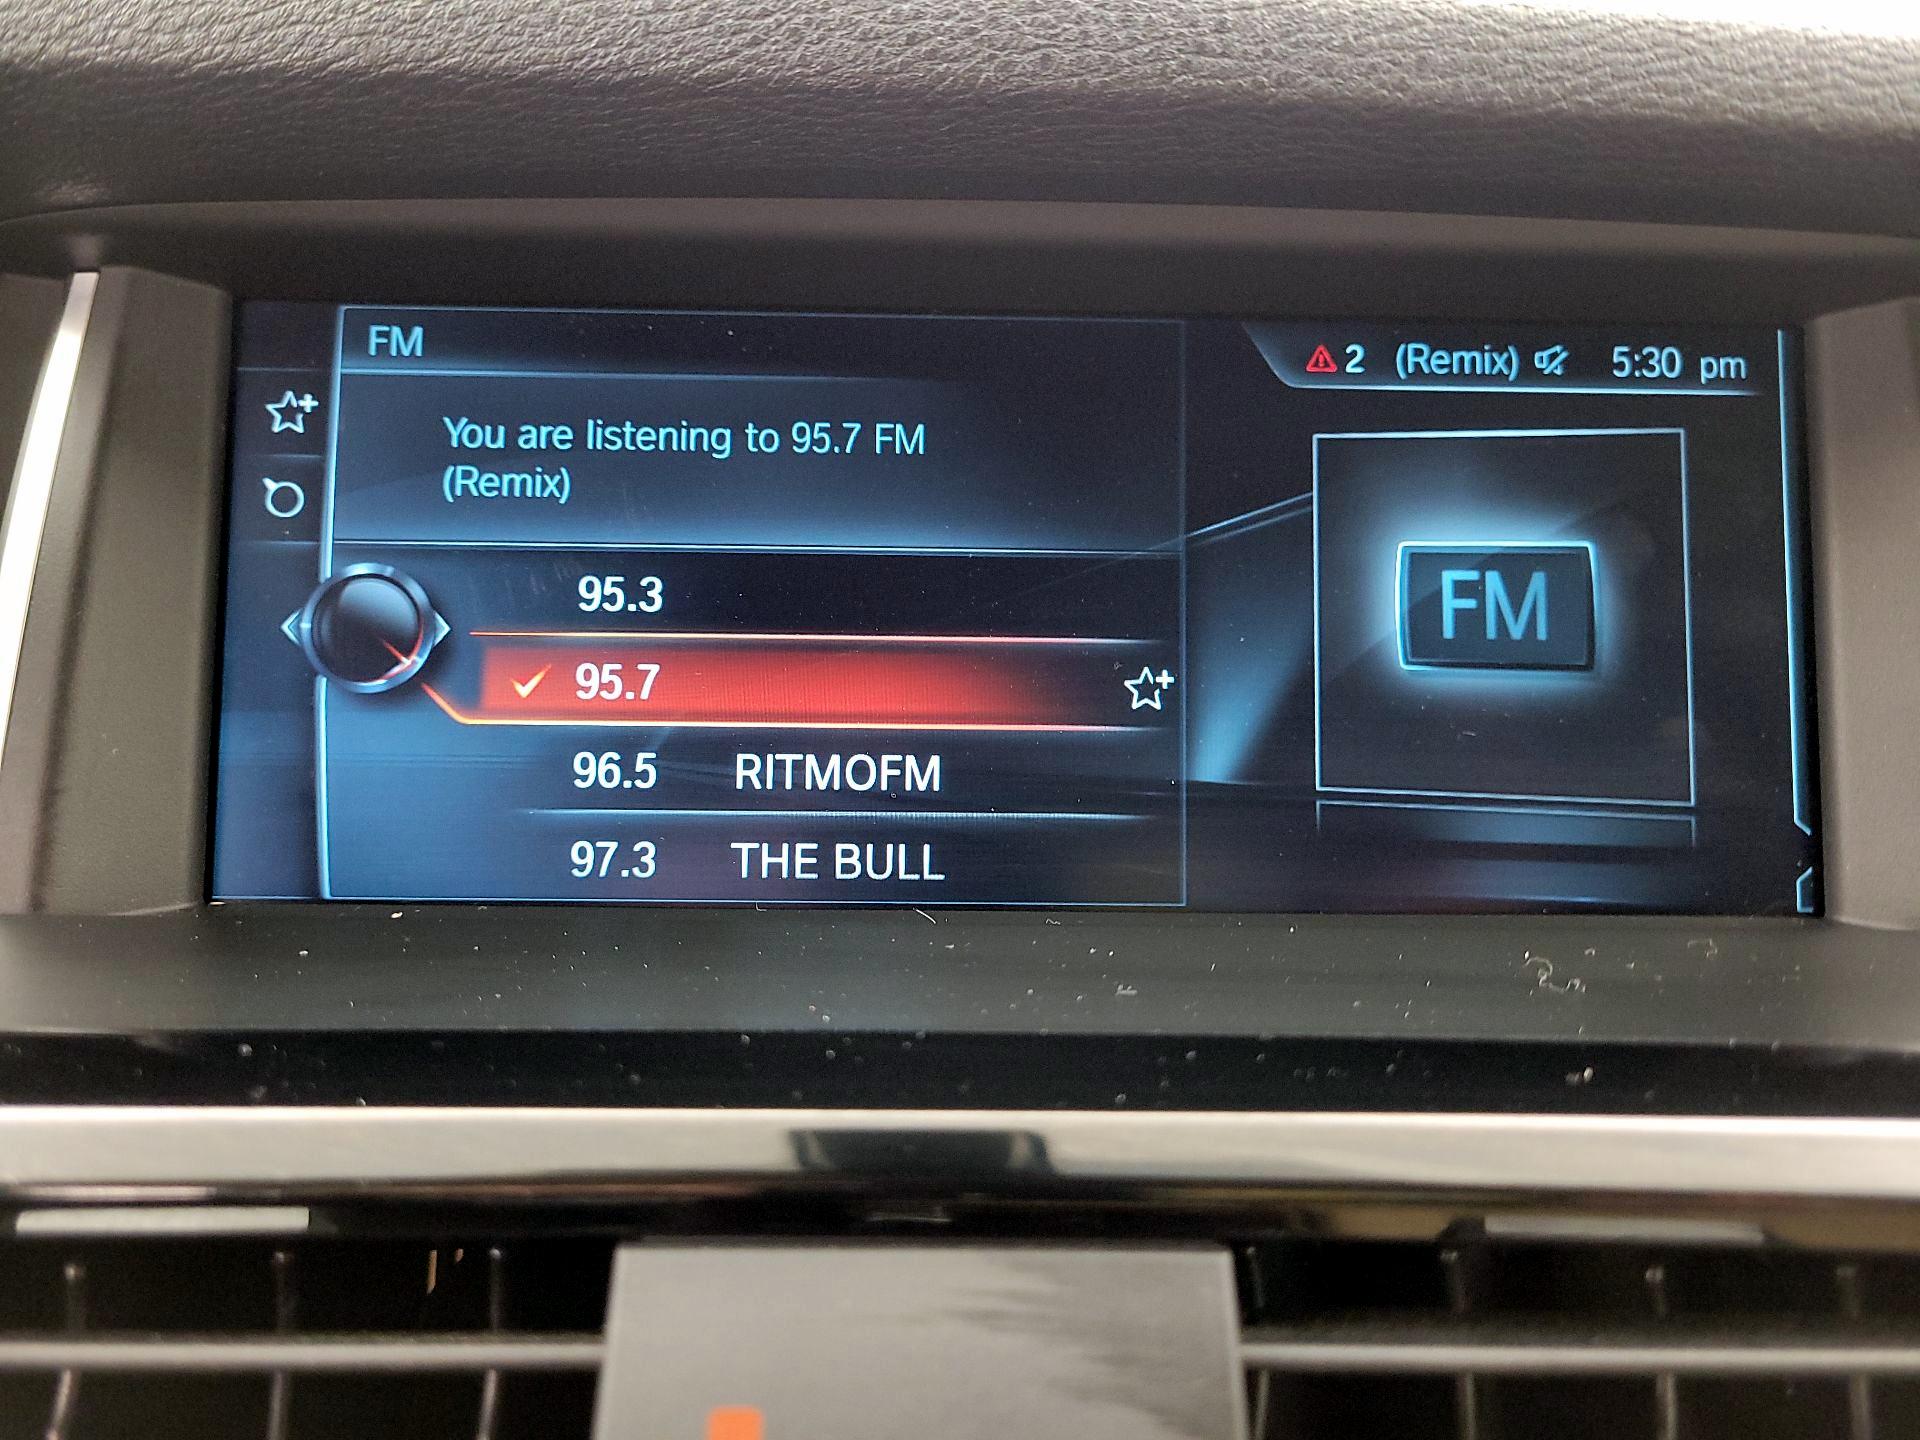 FM
2 (Remix) 5:30 pm
You are listening to 95.7 FM
(Remix)
95.3
95.7
96.5 RITMOFM
97.3 THE BULL
FM